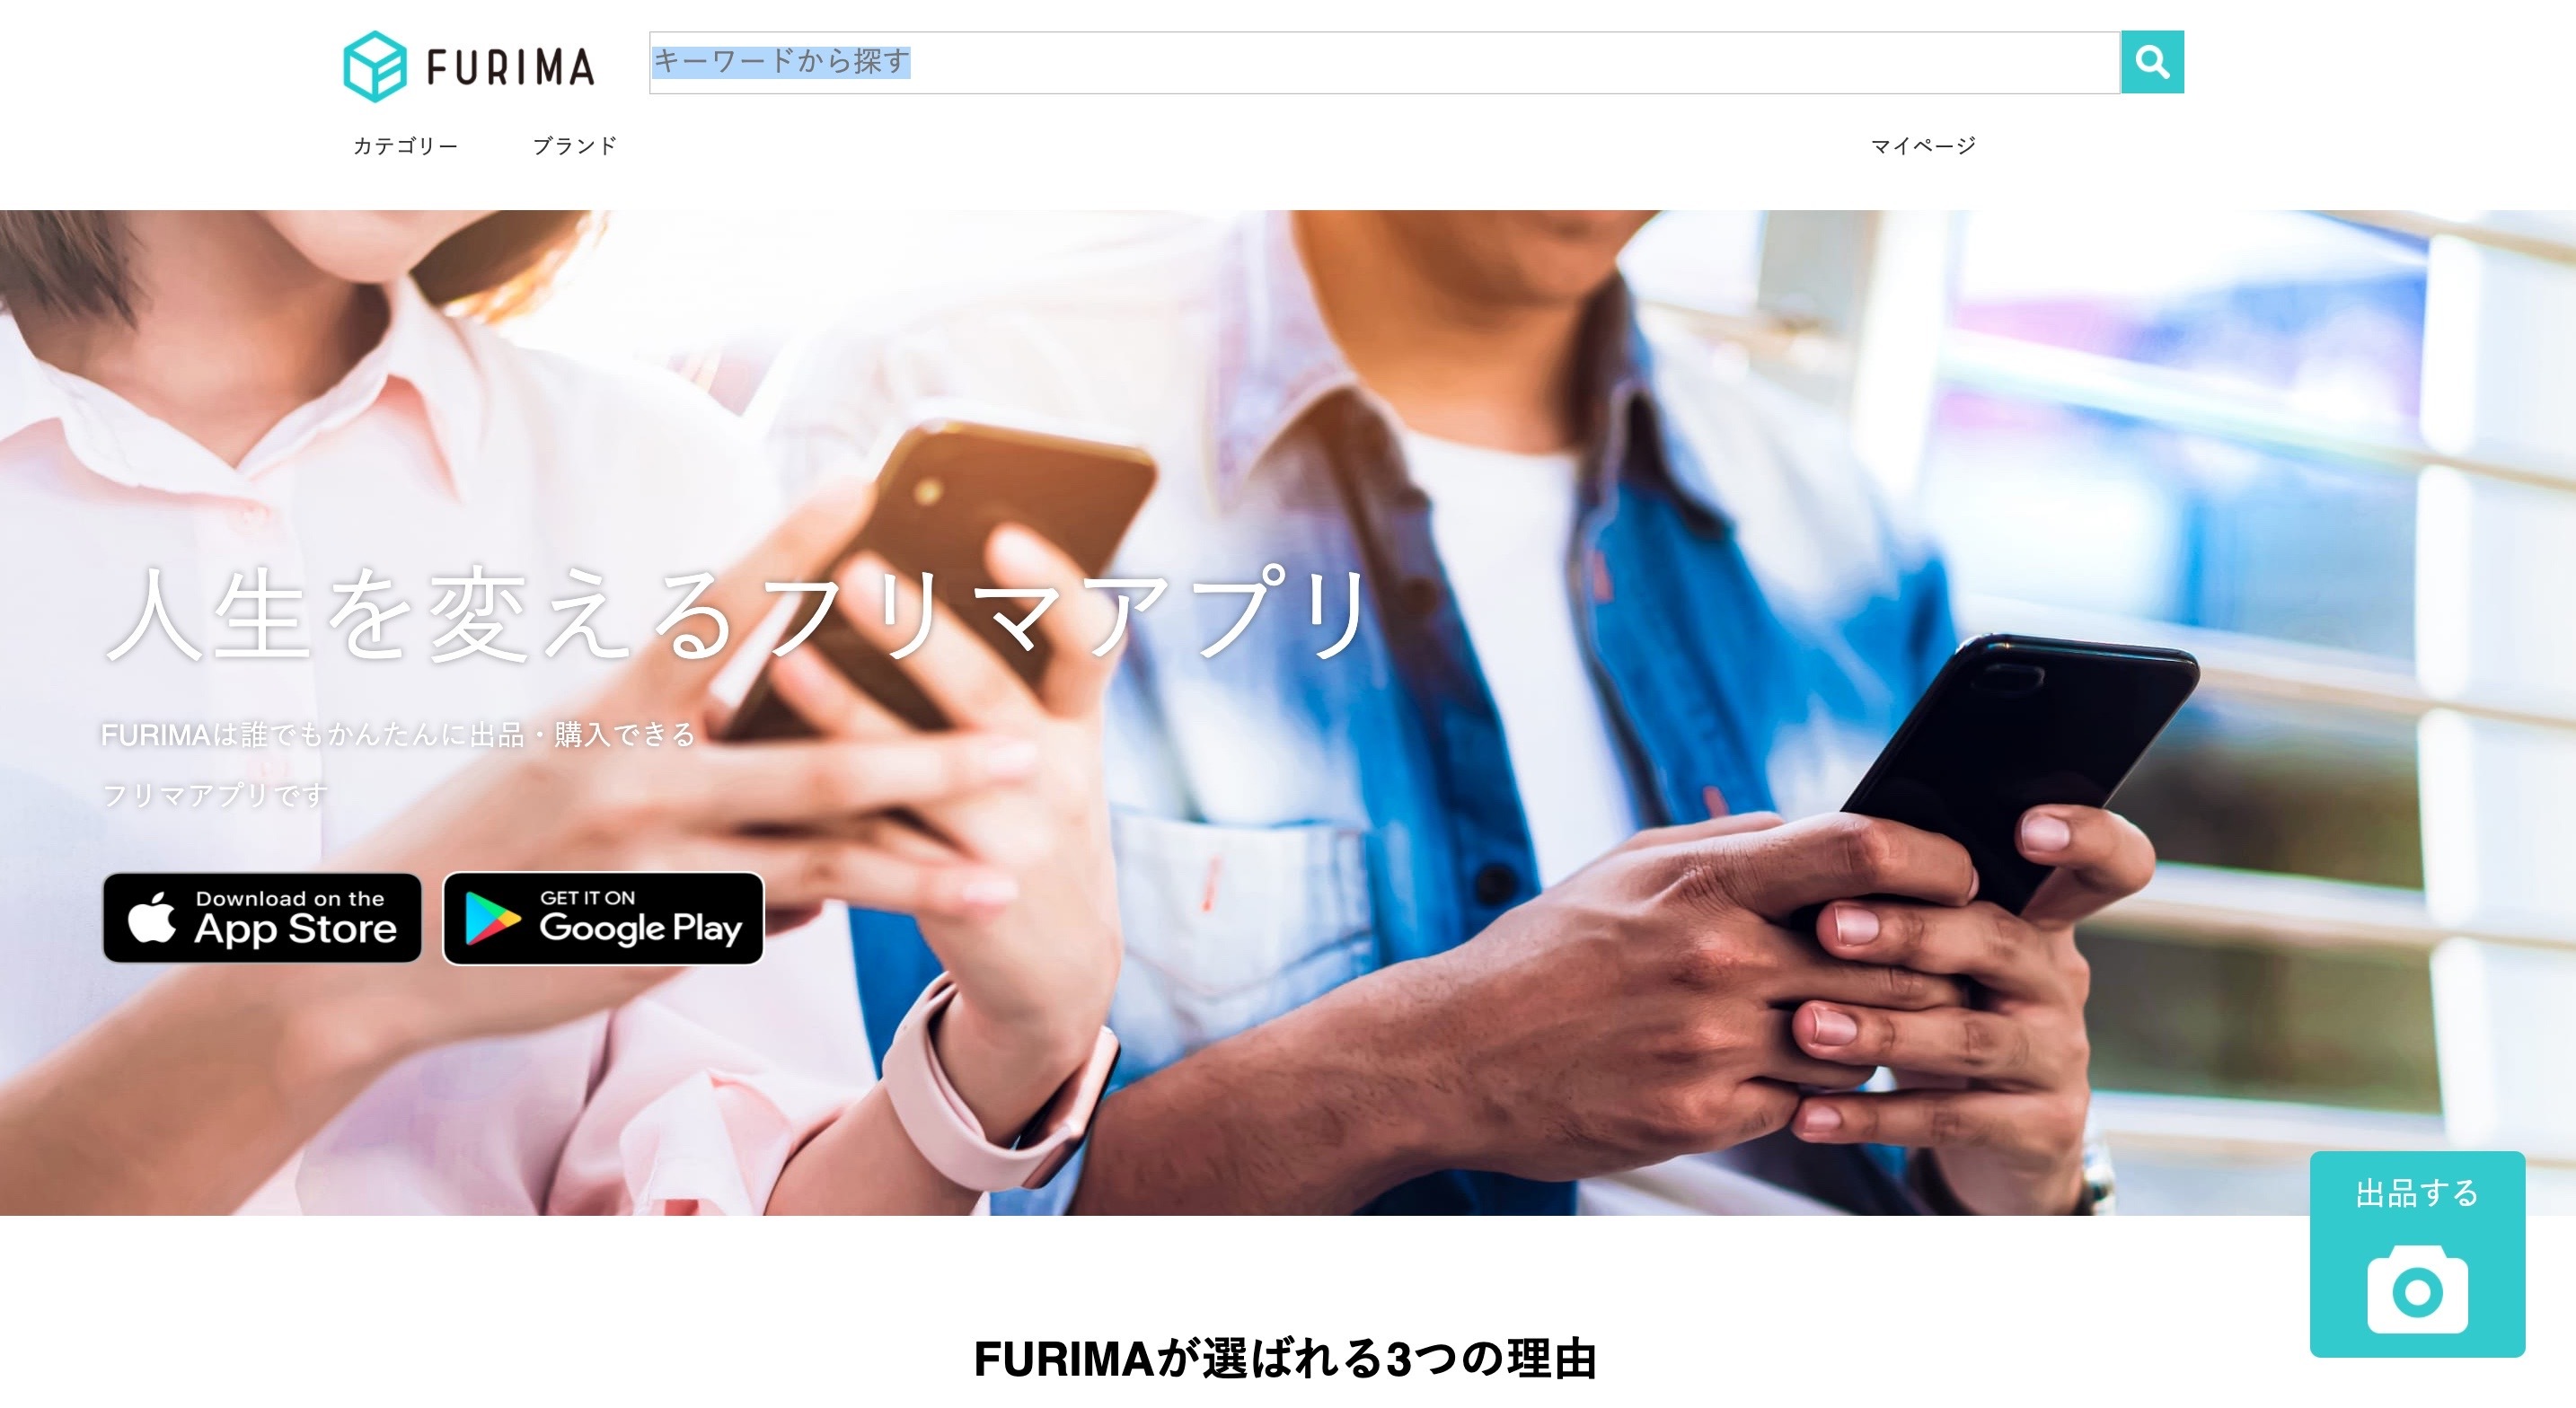 FURIMA
キーワードから探す
カテゴリー
ブランド
マイページ
人生を変えるフリマアプリ
FURIMAは誰でもかんたんに出品・購入できる
フリマアプリです
Download on the
App Store
GET IT ON
Google Play
出品する
FURIMAが選ばれる3つの理由